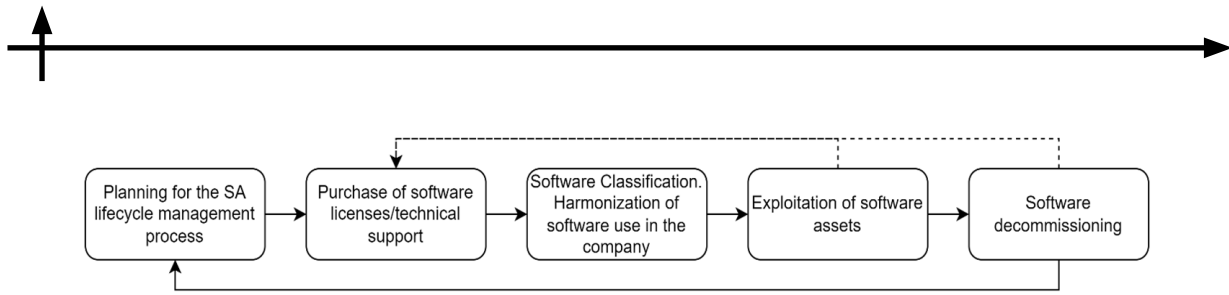 Planning for the SA
lifecycle management
process
Purchase of software
licenses/technical
support
Software Classification.
Harmonization of
software use in the
company
Exploitation of software
assets
Software
decommissioning